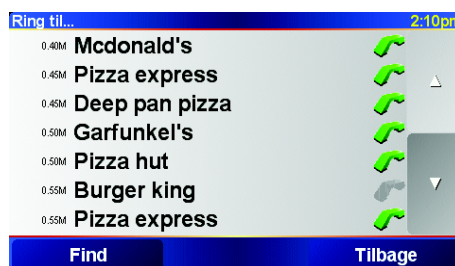 Ring til... 2:10pm
0.40M Mcdonald's
0.45M Pizza express
0.45M Deep pan pizza
0.50M Garfunkel's
0.50M Pizza hut
0.55M Burger king
0.55M Pizza express
Find Tilbage